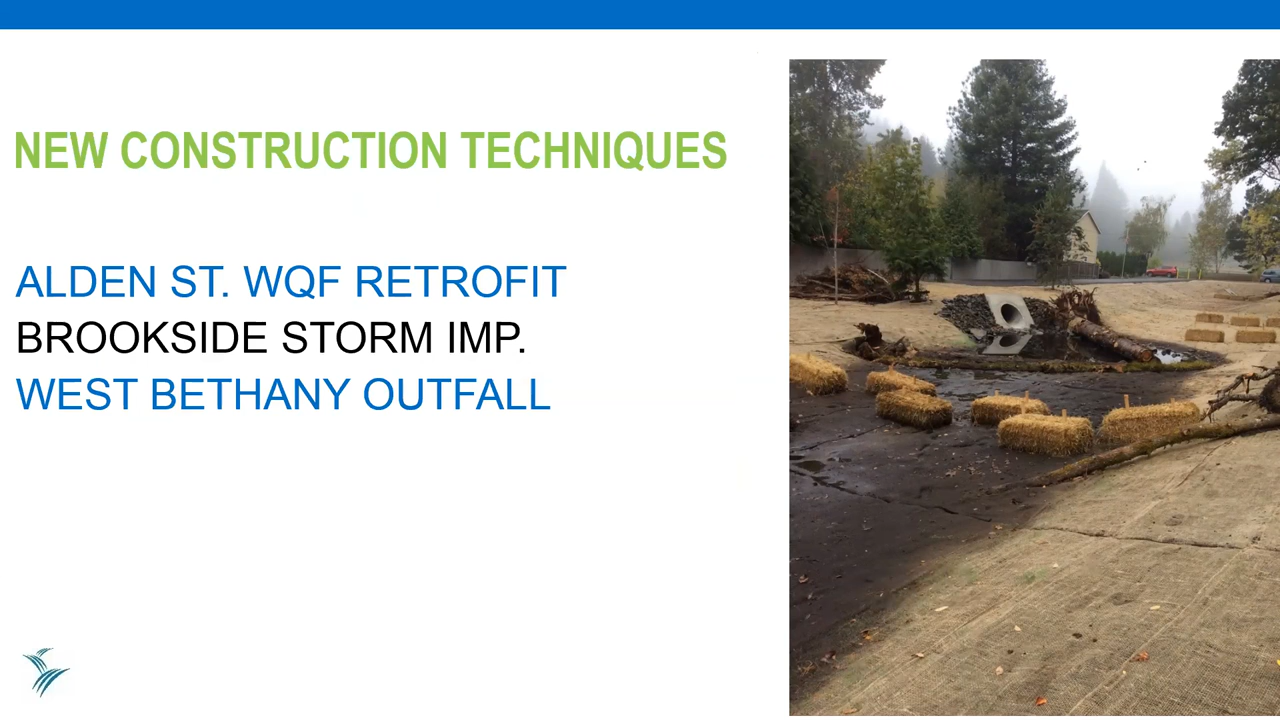 NEW CONSTRUCTION TECHNIQUES
ALDEN ST. WQF RETROFIT
BROOKSIDE STORM IMP.
WEST BETHANY OUTFALL